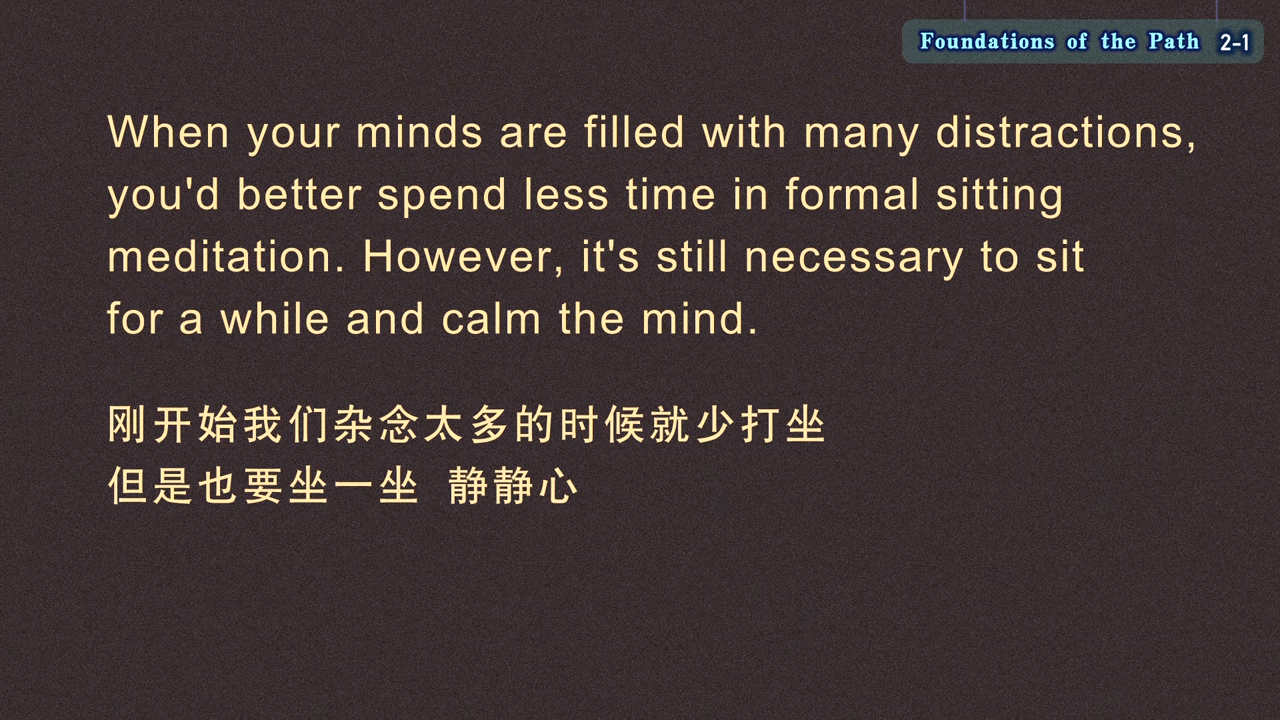 Foundations of the Path 2-1
When your minds are filled with many distractions,
you'd better spend less time in formal sitting
meditation. However, it's still necessary to sit
for a while and calm the mind.
刚开始我们杂念太多的时候就少打坐
但是也要坐一坐 静静心